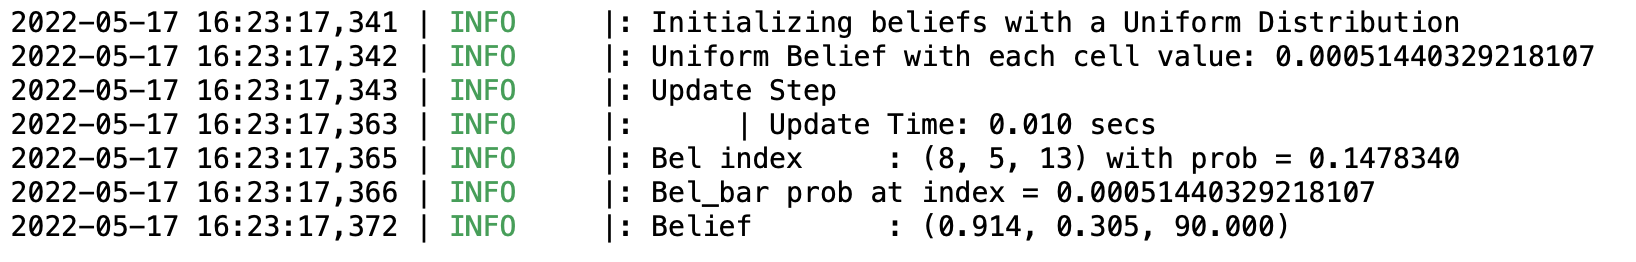 2022-05-17 16:23:17,341 | INFO     |: Initializing beliefs with a Uniform Distribution
2022-05-17 16:23:17,342 | INFO     |: Uniform Belief with each cell value: 0.00051440329218107
2022-05-17 16:23:17,343 | INFO     |: Update Step
2022-05-17 16:23:17,363 | INFO     |:      | Update Time: 0.010 secs
2022-05-17 16:23:17,365 | INFO     |: Bel index     : (8, 5, 13) with prob = 0.1478340
2022-05-17 16:23:17,366 | INFO     |: Bel_bar prob at index = 0.00051440329218107
2022-05-17 16:23:17,372 | INFO     |: Belief        : (0.914, 0.305, 90.000)